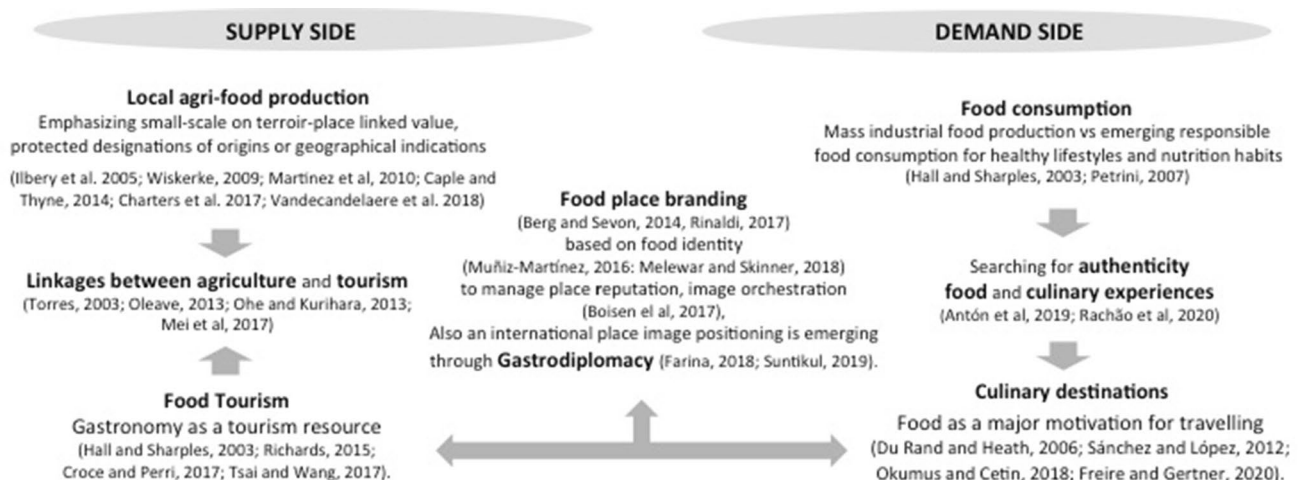 SUPPLY SIDE
Local agri-food production
Emphasizing small-scale on terroir-place linked value,
protected designations of origins or geographical indications
(Ilbery et al. 2005; Wiskerke, 2009; Martinez et al, 2010; Caple and
Thyne, 2014; Charters et al. 2017; Vandecandelaere et al. 2018)
Linkages between agriculture and tourism
(Torres, 2003; Oleave, 2013; Ohe and Kurihara, 2013;
Mei et al, 2017)
Food Tourism
Gastronomy as a tourism resource
(Hall and Sharples, 2003; Richards, 2015;
Croce and Perri, 2017; Tsai and Wang, 2017).
Food place branding
(Berg and Sevon, 2014, Rinaldi, 2017)
based on food identity
(Muñiz-Martínez, 2016: Melewar and Skinner, 2018)
to manage place reputation, image orchestration
(Boisen el al, 2017),
Also an international place image positioning is emerging
through Gastrodiplomacy (Farina, 2018; Suntikul, 2019).
DEMAND SIDE
Food consumption
Mass industrial food production vs emerging responsible
food consumption for healthy lifestyles and nutrition habits
(Hall and Sharples, 2003; Petrini, 2007)
Searching for authenticity
food and culinary experiences
(Antón et al, 2019; Rachão et al, 2020)
Culinary destinations
Food as a major motivation for travelling
(Du Rand and Heath, 2006; Sánchez and López, 2012;
Okumus and Cetin, 2018; Freire and Gertner, 2020).